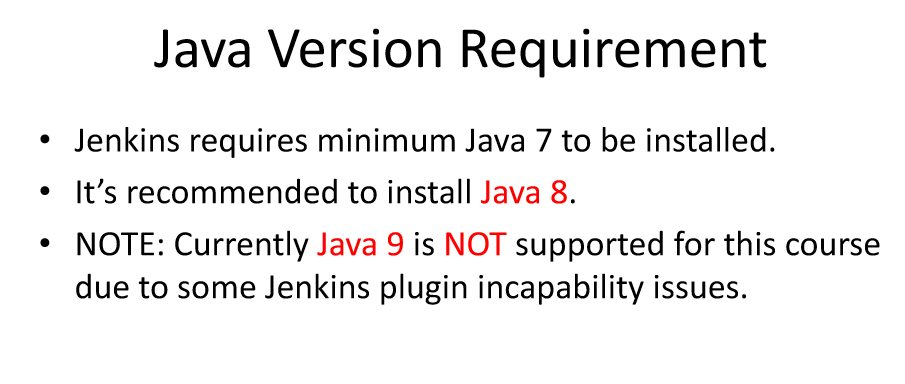 Java Version Requirement
• Jenkins requires minimum Java 7 to be installed.
• It’s recommended to install Java 8.
• NOTE: Currently Java 9 is NOT supported for this course
due to some Jenkins plugin incapability issues.